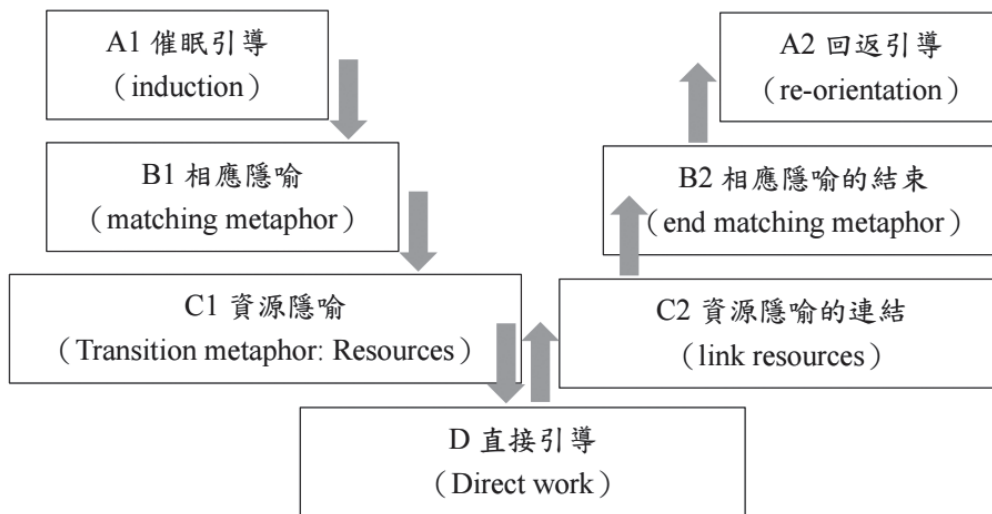 A1 催眠引導
（induction）
A2 回返引導
（re-orientation）
B1 相應隱喻
（matching metaphor）
B2 相應隱喻的結束
（end matching metaphor）
C1 資源隱喻
（Transition metaphor: Resources）
C2 資源隱喻的連結
（link resources）
D 直接引導
（Direct work）